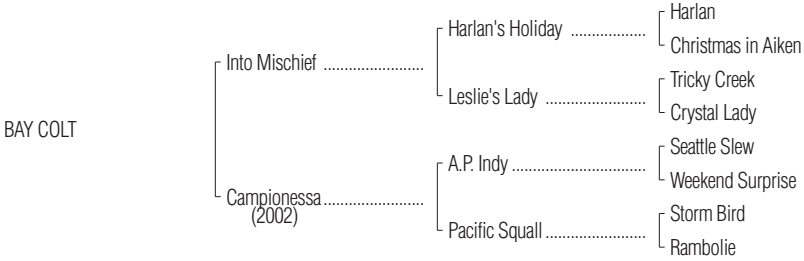 Harlan
Harlan's Holiday ..................
Christmas in Aiken
Into Mischief ........................
Tricky Creek
Leslie's Lady ........................
Crystal Lady
BAY COLT
Seattle Slew
A.P. Indy ................................
Weekend Surprise
Campionessa ........................
(2002)
Storm Bird
Pacific Squall ........................
Rambolie